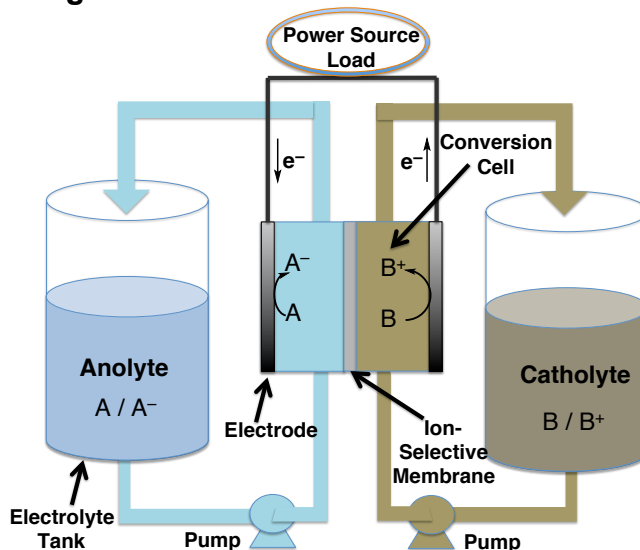 Power Source
Load
e–
e–
Conversion
Cell
A–
A
B+
B
Anolyte
A / A–
Catholyte
B / B+
Electrode
Ion-
Selective
Membrane
Electrolyte
Tank
Pump
Pump